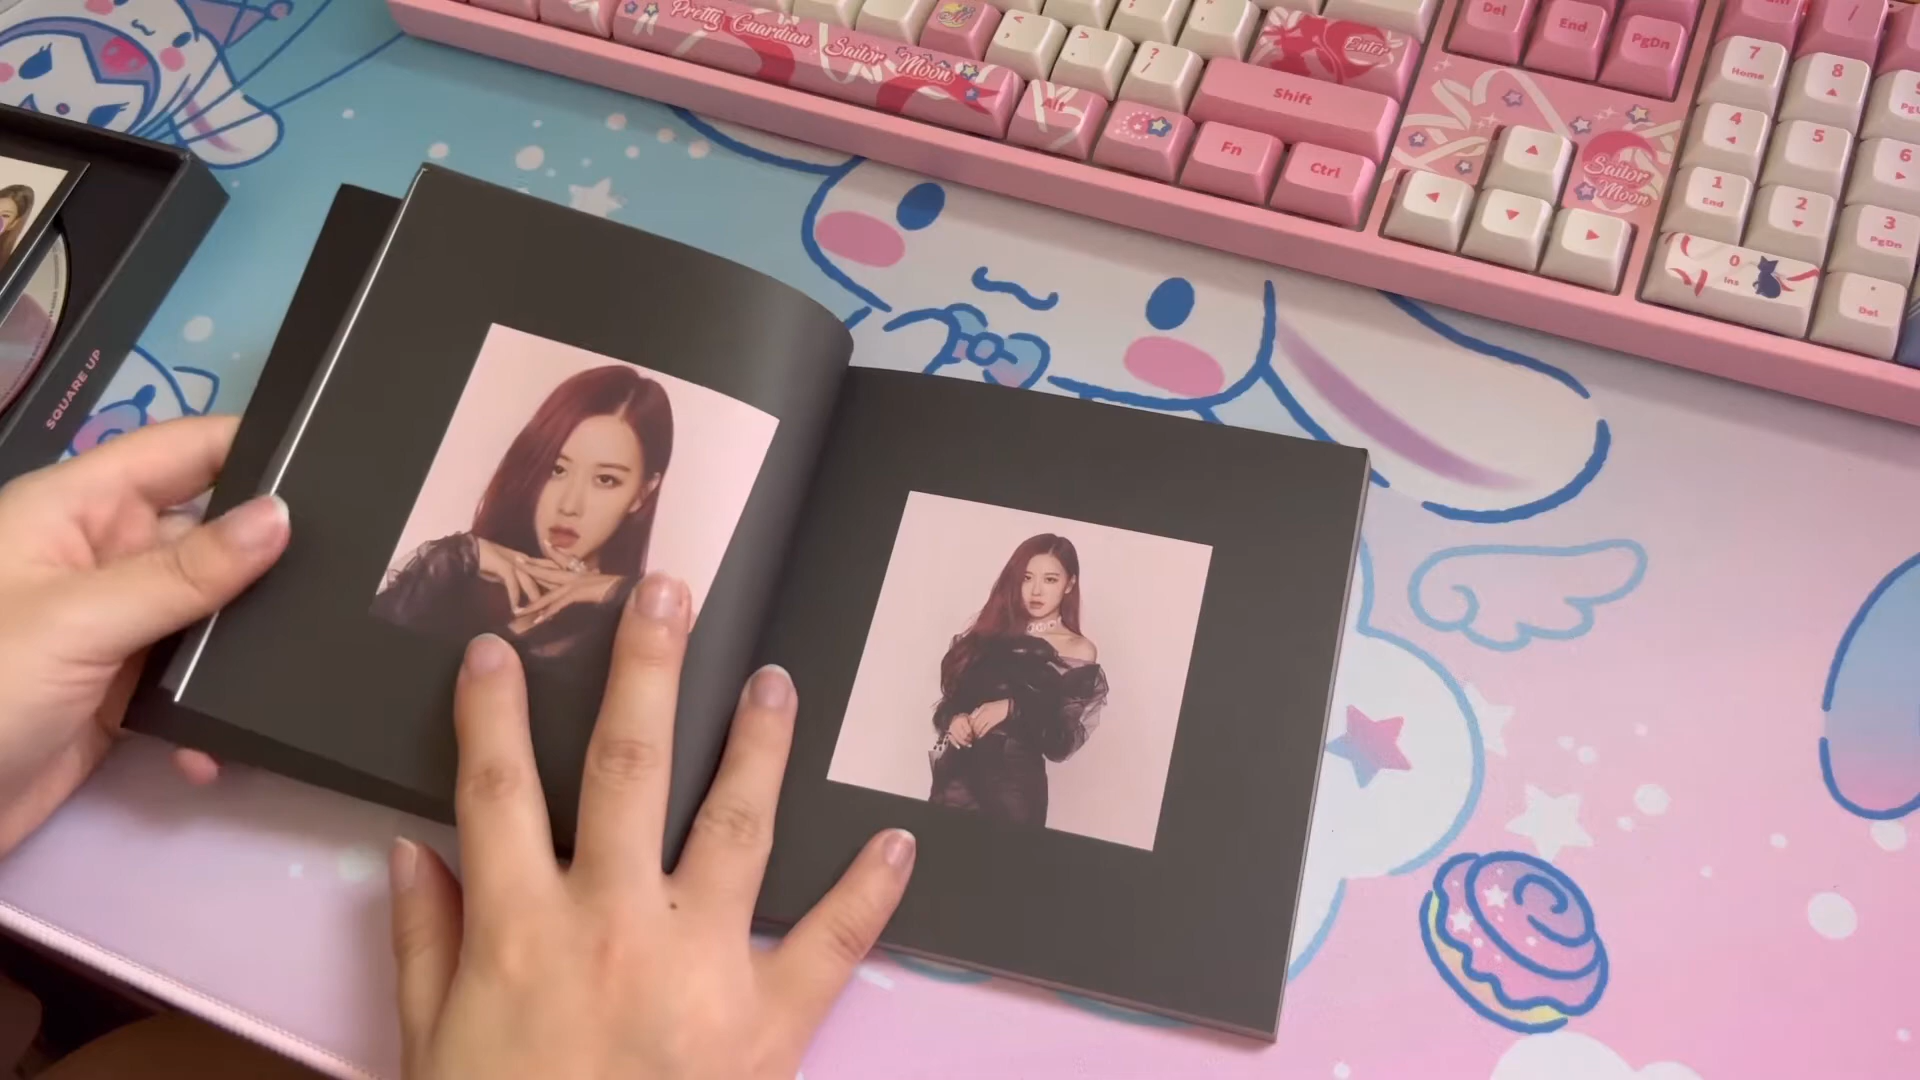 Pretty Guardian Sailor Moon
Alt
Fn
Ctrl
Shift
Enter
Del
End
PgDn
Sailor
Moon
7
Home
8
4
5
6
1
End
2
3
PgDn
0
Ins
Del
< ,
> .
? /
SQUARE UP